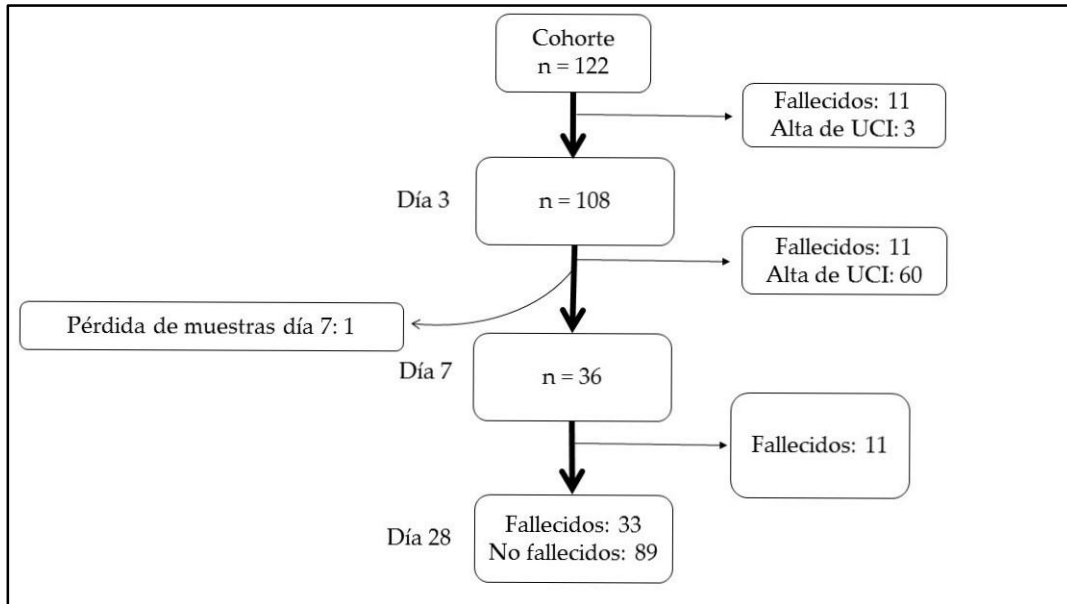 Cohorte
n = 122
Fallecidos: 11
Alta de UCI: 3
Día 3
n = 108
Fallecidos: 11
Alta de UCI: 60
Pérdida de muestras día 7: 1
Día 7
n = 36
Fallecidos: 11
Día 28
Fallecidos: 33
No fallecidos: 89